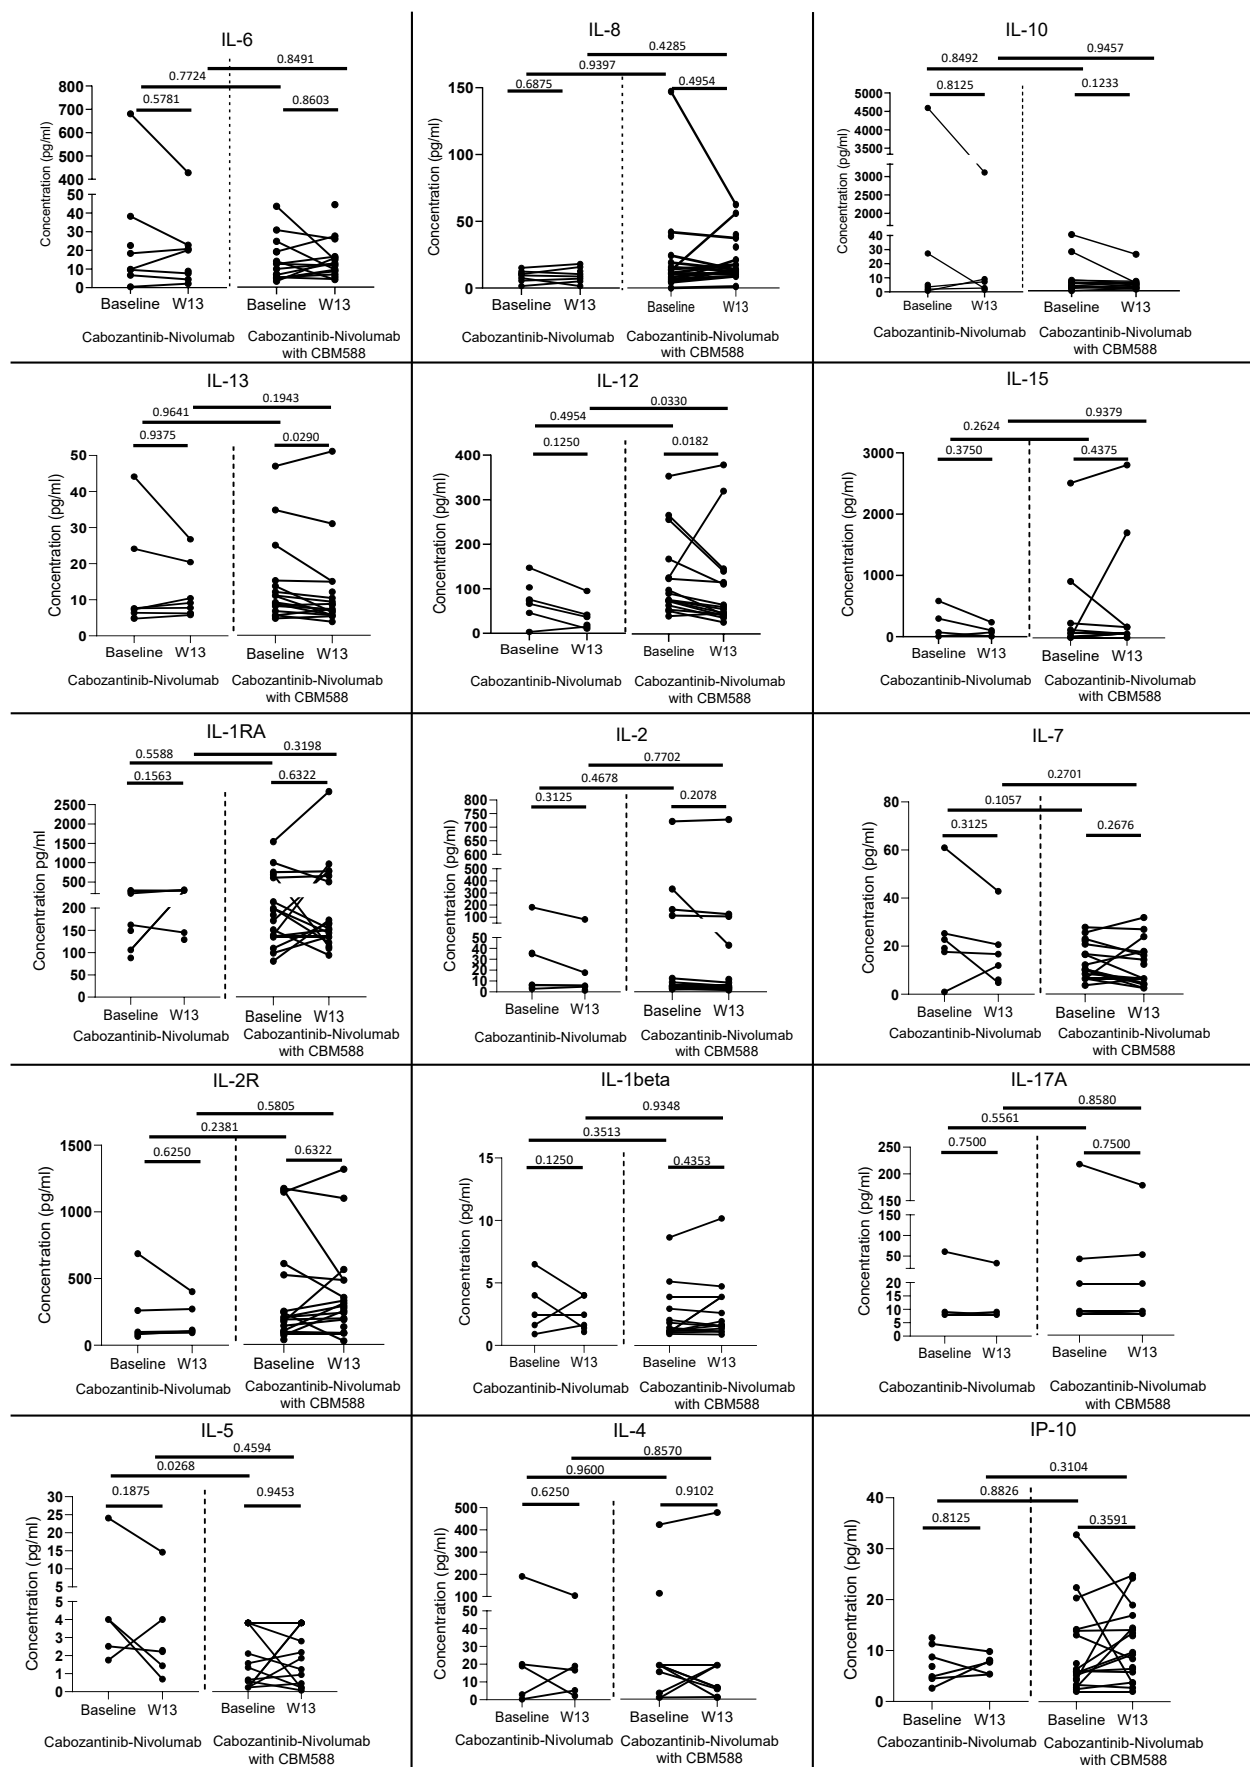 IL-6
0.8491
0.7724
0.5781
0.8603
Concentration (pg/ml)
800
700
600
500
400
50
40
30
20
10
0
Baseline W13 Baseline W13
Cabozantinib-Nivolumab Cabozantinib-Nivolumab
with CBM588
IL-8
0.4285
0.9397
0.6875
0.4954
Concentration (pg/ml)
150
100
50
0
Baseline W13 Baseline W13
Cabozantinib-Nivolumab Cabozantinib-Nivolumab
with CBM588
IL-10
0.9457
0.8492
0.8125
0.1233
Concentration (pg/ml)
5000
4500
4000
3500
3000
2000
1000
40
30
20
10
0
Baseline W13 Baseline W13
Cabozantinib-Nivolumab Cabozantinib-Nivolumab
with CBM588
IL-13
0.1943
0.9641
0.9375
0.0290
Concentration (pg/ml)
50
40
30
20
10
0
Baseline W13 Baseline W13
Cabozantinib-Nivolumab Cabozantinib-Nivolumab
with CBM588
IL-12
0.0330
0.4954
0.1250
0.0182
Concentration (pg/ml)
400
300
200
100
0
Baseline W13 Baseline W13
Cabozantinib-Nivolumab Cabozantinib-Nivolumab
with CBM588
IL-15
0.9379
0.2624
0.3750
0.4375
Concentration (pg/ml)
3000
2000
1000
0
Baseline W13 Baseline W13
Cabozantinib-Nivolumab Cabozantinib-Nivolumab
with CBM588
IL-1RA
0.3198
0.5588
0.1563
0.6322
Concentration pg/ml
2500
2000
1500
1000
500
200
150
100
50
0
Baseline W13 Baseline W13
Cabozantinib-Nivolumab Cabozantinib-Nivolumab
with CBM588
IL-2
0.7702
0.4678
0.3125
0.2078
Concentration (pg/ml)
800
750
700
650
600
500
400
300
200
100
50
40
30
20
10
0
Baseline W13 Baseline W13
Cabozantinib-Nivolumab Cabozantinib-Nivolumab
with CBM588
IL-7
0.2701
0.1057
0.3125
0.2676
Concentration (pg/ml)
80
60
40
20
0
Baseline W13 Baseline W13
Cabozantinib-Nivolumab Cabozantinib-Nivolumab
with CBM588
IL-2R
0.5805
0.2381
0.6250
0.6322
Concentration (pg/ml)
1500
1000
500
0
Baseline W13 Baseline W13
Cabozantinib-Nivolumab Cabozantinib-Nivolumab
with CBM588
IL-1beta
0.9348
0.3513
0.1250
0.4353
Concentration (pg/ml)
15
10
5
0
Baseline W13 Baseline W13
Cabozantinib-Nivolumab Cabozantinib-Nivolumab
with CBM588
IL-17A
0.8580
0.5561
0.7500
0.7500
Concentration (pg/ml)
250
200
150
100
50
20
15
10
5
0
Baseline W13 Baseline W13
Cabozantinib-Nivolumab Cabozantinib-Nivolumab
with CBM588
IL-5
0.4594
0.0268
0.1875
0.9453
Concentration (pg/ml)
30
25
20
15
10
5
5
4
3
2
1
0
Baseline W13 Baseline W13
Cabozantinib-Nivolumab Cabozantinib-Nivolumab
with CBM588
IL-4
0.8570
0.9600
0.6250
0.9102
Concentration (pg/ml)
500
400
300
200
100
50
40
30
20
10
0
Baseline W13 Baseline W13
Cabozantinib-Nivolumab Cabozantinib-Nivolumab
with CBM588
IP-10
0.3104
0.8826
0.8125
0.3591
Concentration (pg/ml)
40
30
20
10
0
Baseline W13 Baseline W13
Cabozantinib-Nivolumab Cabozantinib-Nivolumab
with CBM588